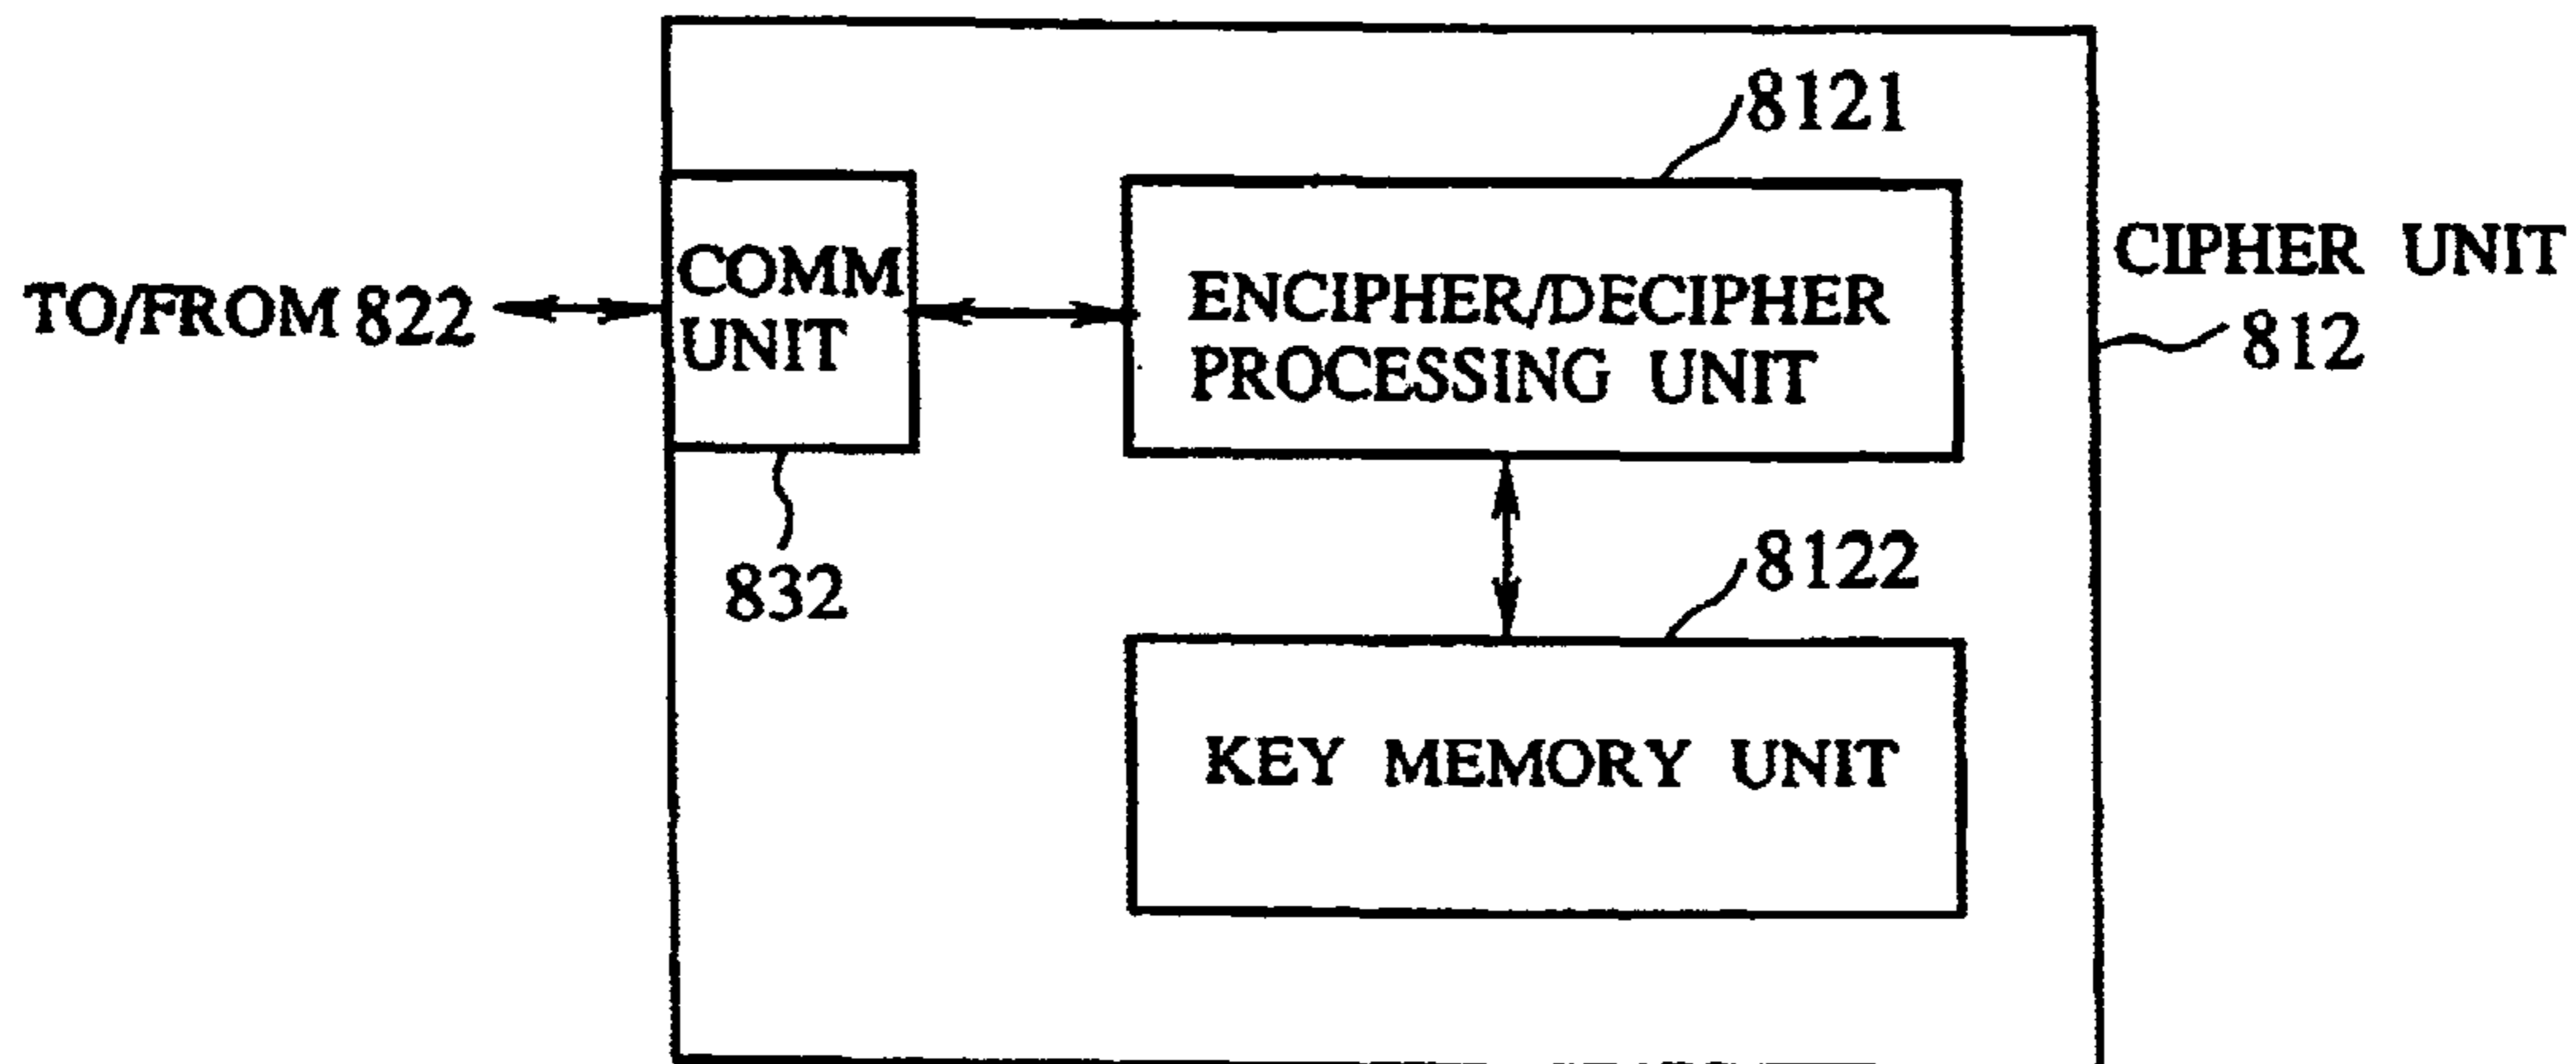 8121
CIPHER UNIT
812
COMM
UNIT
ENCIPHER/DECIPHER
PROCESSING UNIT
TO/FROM 822
832
8122
KEY MEMORY UNIT